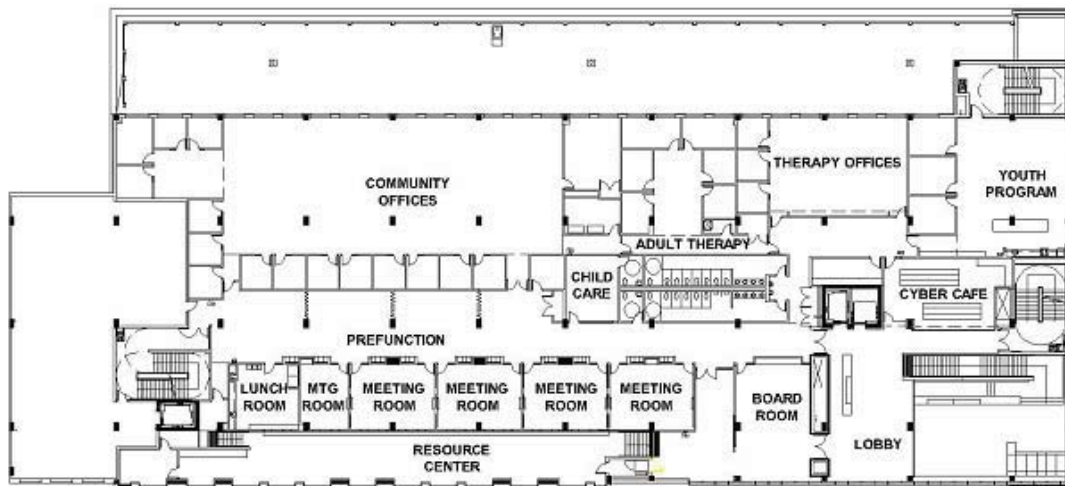 COMMUNITY
OFFICES
THERAPY OFFICES
YOUTH
PROGRAM
ADULT THERAPY
CHILD
CARE
CYBER CAFE
PREFUNCTION
LUNCH
ROOM
MTG
ROOM
MEETING
ROOM
MEETING
ROOM
MEETING
ROOM
MEETING
ROOM
BOARD
ROOM
LOBBY
RESOURCE
CENTER